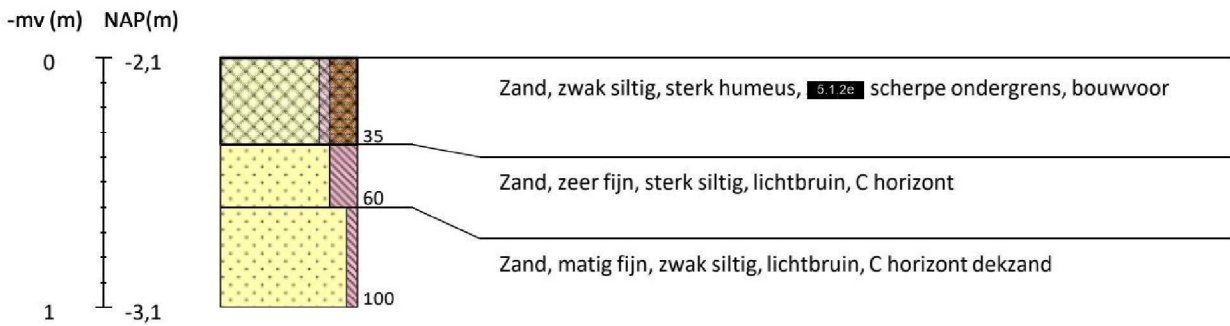 -mv (m) NAP(m)
0 -2,1
Zand, zwak siltig, sterk humeus, 5.1.2e scherpe ondergrens, bouwvoor
35
Zand, zeer fijn, sterk siltig, lichtbruin, C horizont
60
Zand, matig fijn, zwak siltig, lichtbruin, C horizont dekzand
100
1 -3,1